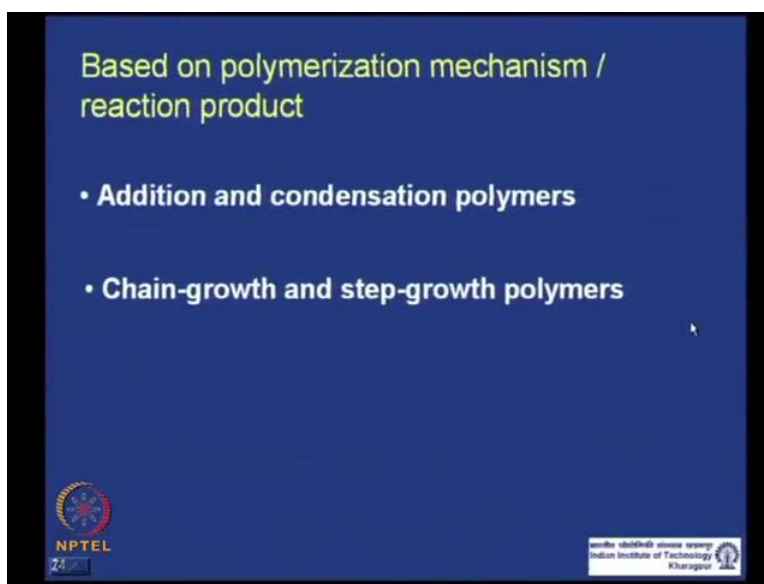 Based on polymerization mechanism /
reaction product
• Addition and condensation polymers
• Chain-growth and step-growth polymers
NPTEL
24
Indian Institute of Technology
Kharagpur